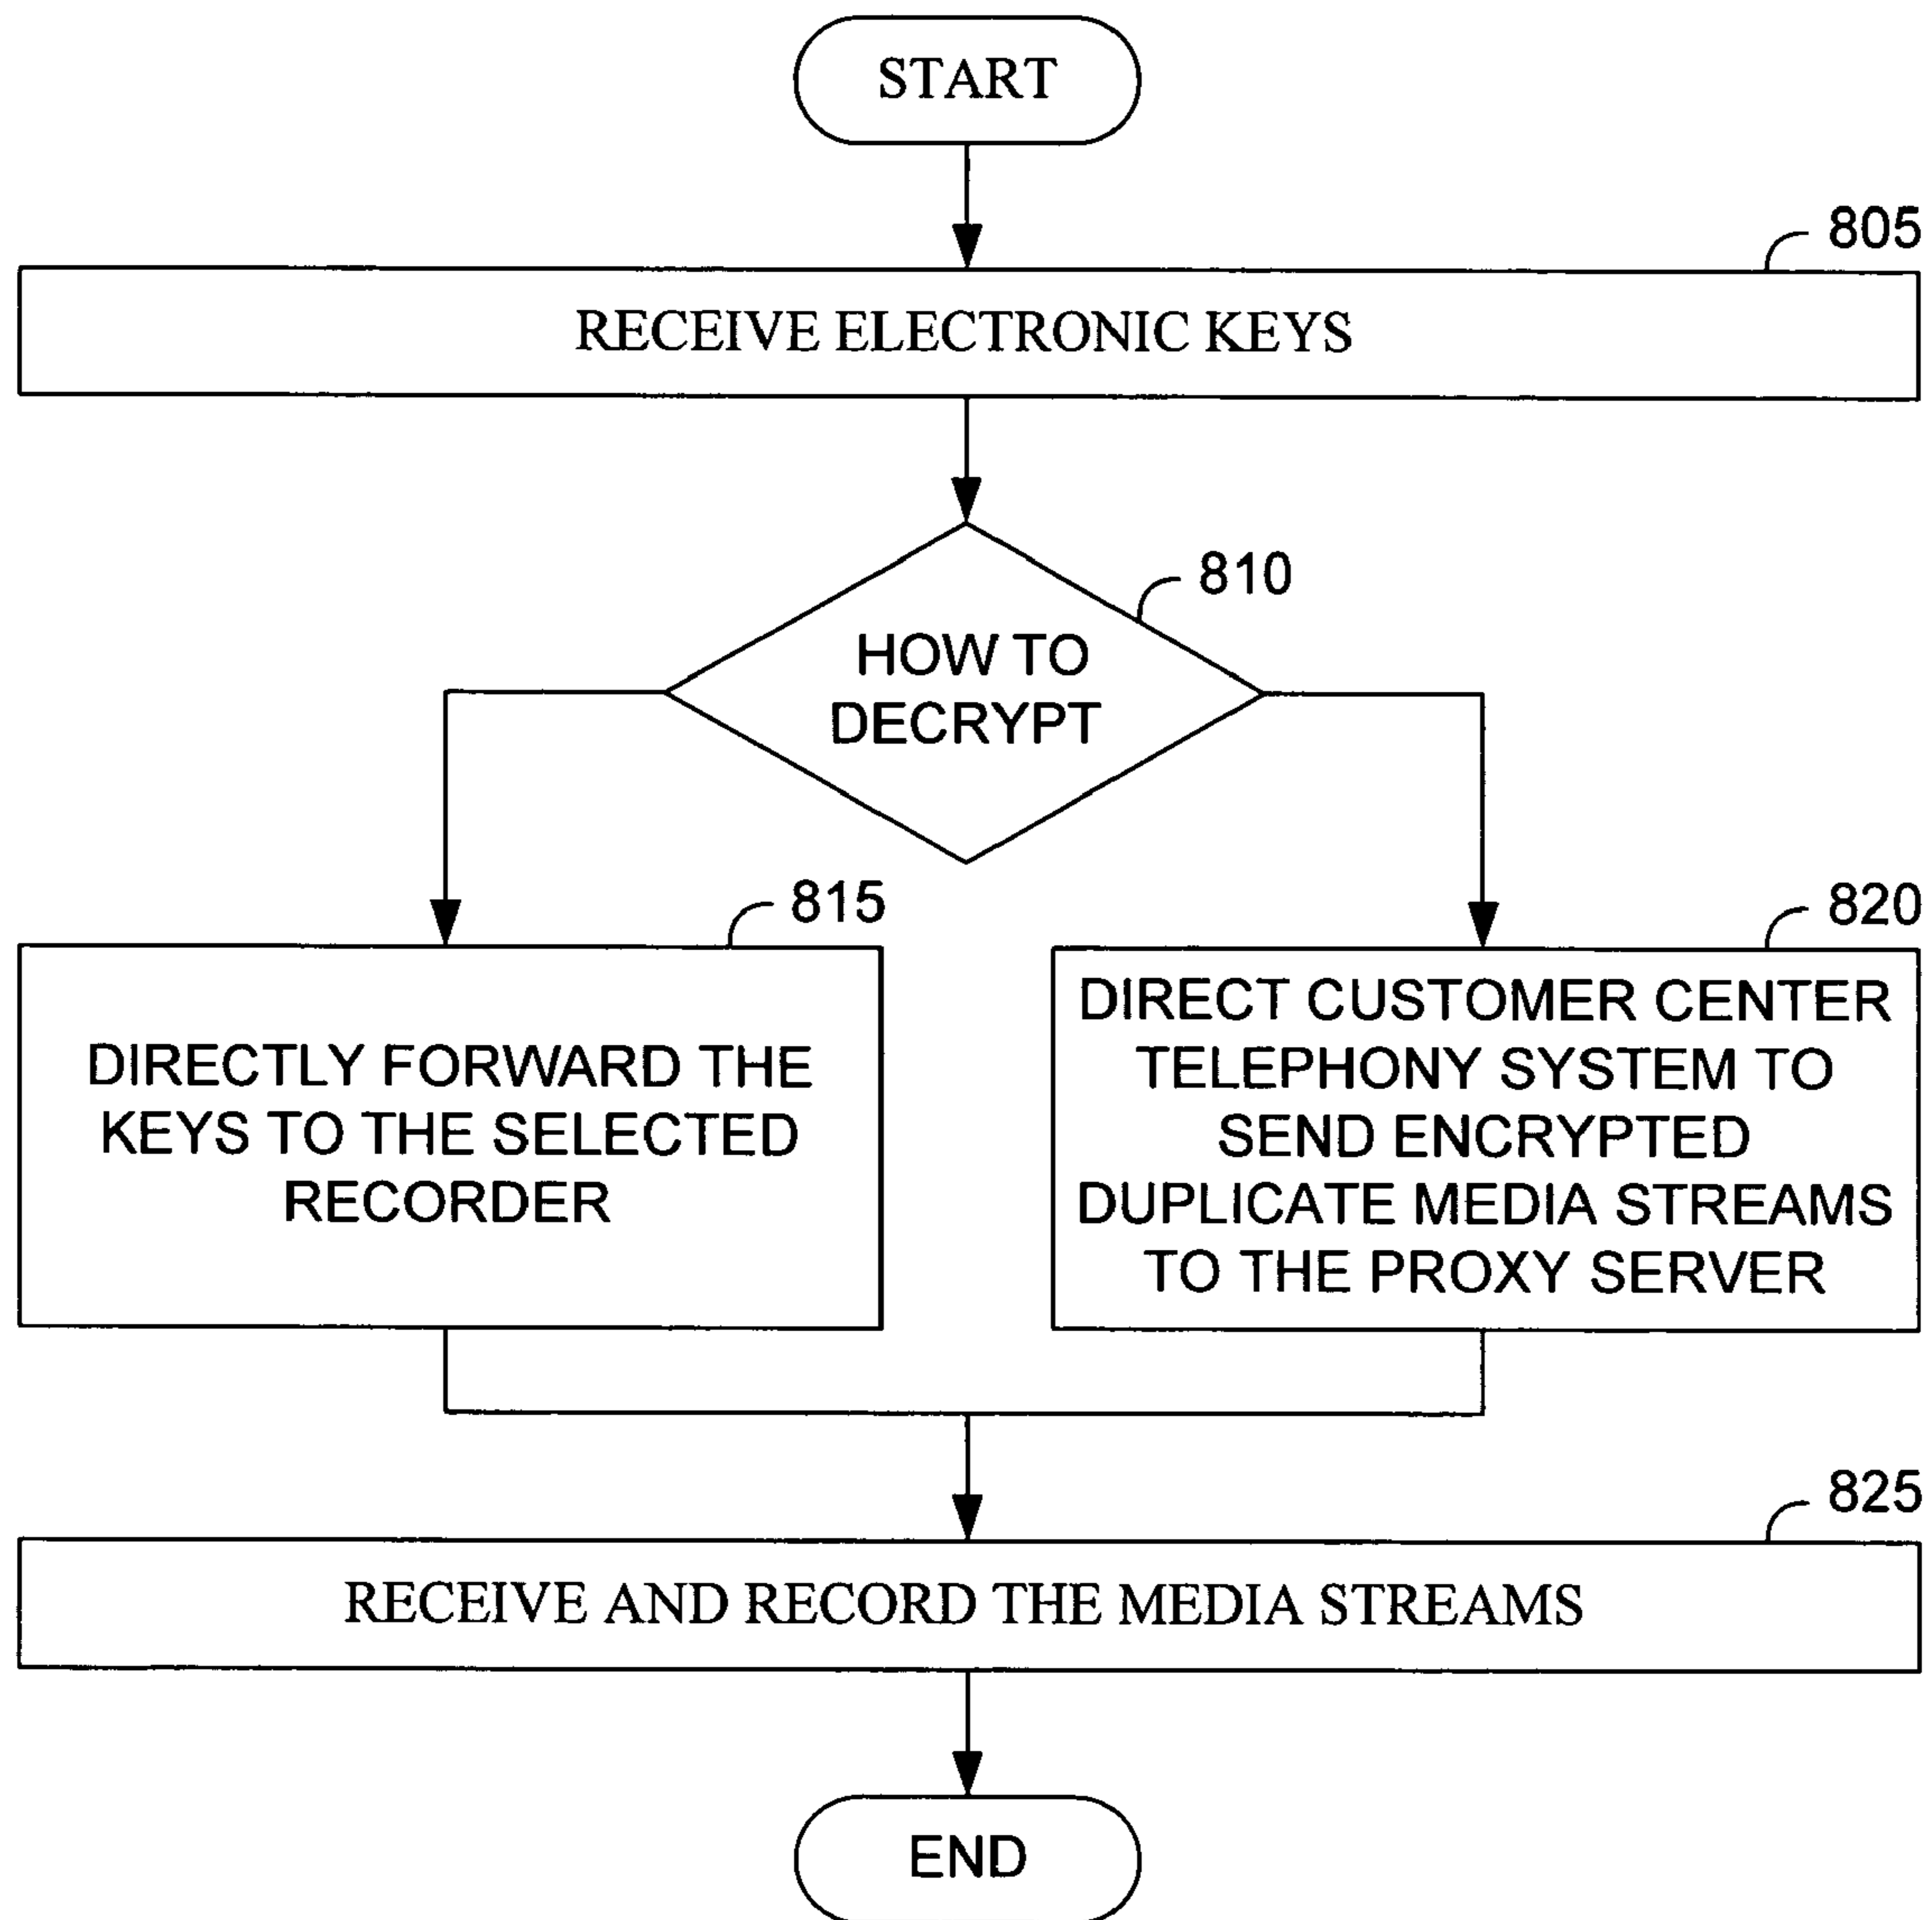 START
805
RECEIVE ELECTRONIC KEYS
810
HOW TO
DECRYPT
815
DIRECTLY FORWARD THE
KEYS TO THE SELECTED
RECORDER
820
DIRECT CUSTOMER CENTER
TELEPHONY SYSTEM TO
SEND ENCRYPTED
DUPLICATE MEDIA STREAMS
TO THE PROXY SERVER
825
RECEIVE AND RECORD THE MEDIA STREAMS
END